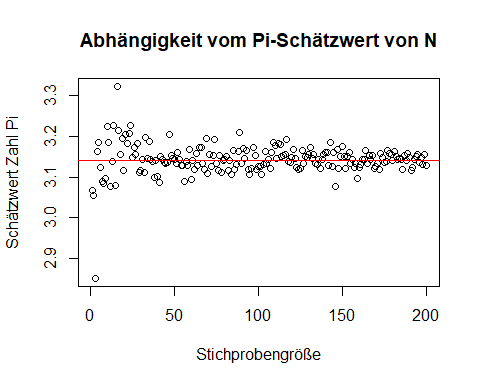 Abhängigkeit vom Pi-Schätzwert von N
Schätzwert Zahl Pi
3.3
3.2
3.1
3.0
2.9
0 50 100 150 200
Stichprobengröße